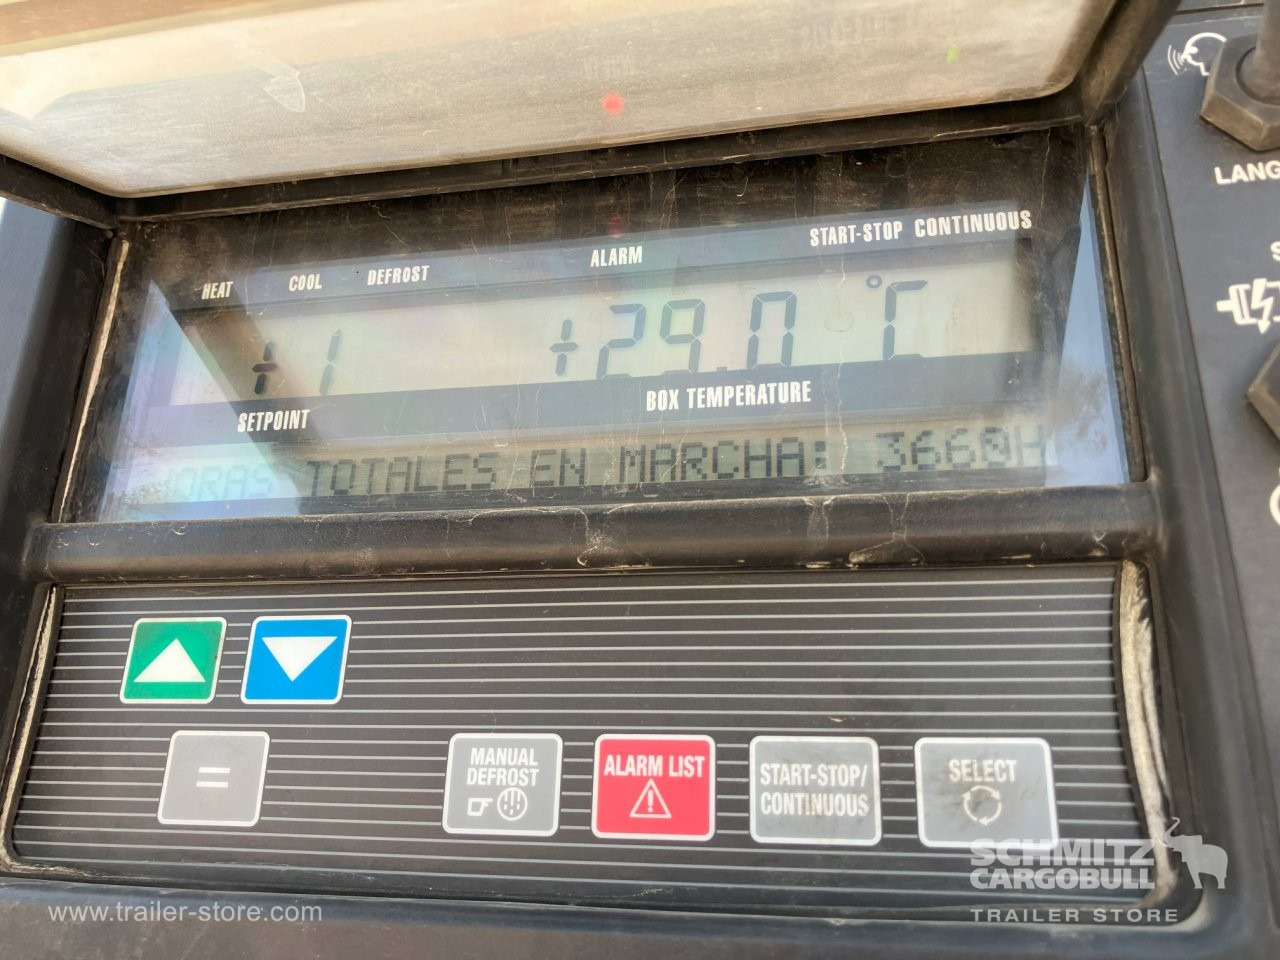 LANG
HEAT COOL DEFROST ALARM START-STOP CONTINUOUS
+1 +29.0 °C
SETPOINT BOX TEMPERATURE
HORAS TOTALES EN MARCHA: 3660H
=
MANUAL DEFROST
ALARM LIST
START-STOP/
CONTINUOUS
SELECT
SCHMITZ
CARGOBULL
TRAILER STORE
www.trailer-store.com